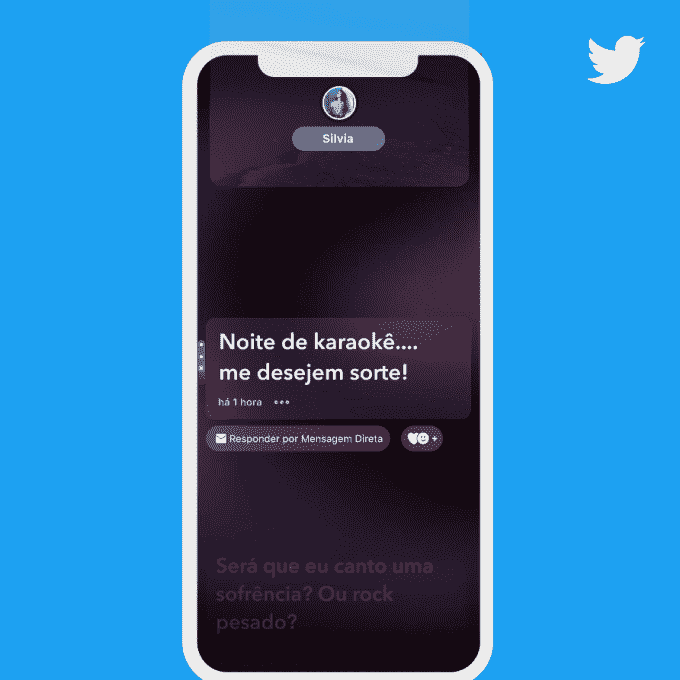 Silvia
Noite de karaokê....
me desejem sorte!
há 1 hora
Responder por Mensagem Direta
+
Será que eu canto uma
sofrência? Ou rock
pesado?